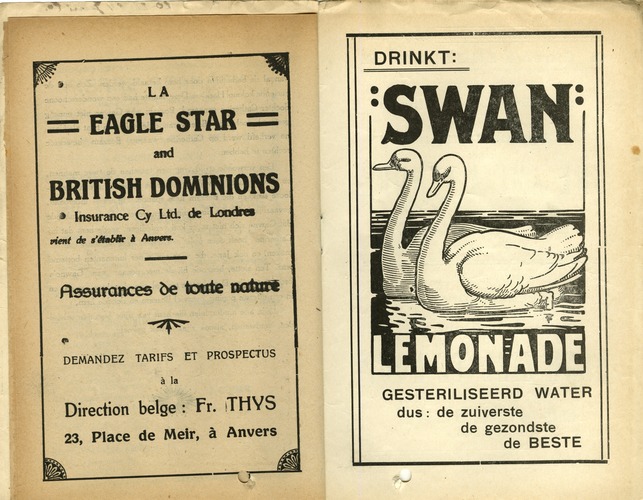 LA
EAGLE STAR
and
BRITISH DOMINIONS
Insurance Cy Ltd. de Londres
vient de s'établir à Anvers.
Assurances de toute nature
DEMANDEZ TARIFS ET PROSPECTUS
à la
Direction belge : Fr. THYS
23, Place de Meir, à Anvers
DRINKT:
:SWAN:
LEMONADE
GESTERILISEERD WATER
dus : de zuiverste
de gezondste
de BESTE